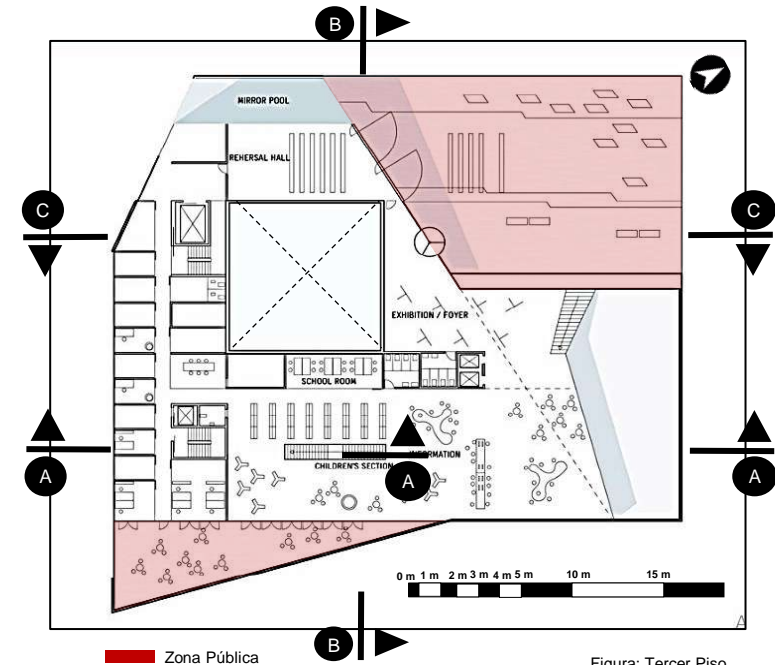 B
MIRROR POOL
REHERSAL HALL
C
C
EXHIBITION / FOYER
SCHOOL ROOM
INFORMATION
CHILDREN'S SECTION
A
A
A
0 m 1 m 2 m 3 m 4 m 5 m 10 m 15 m
A
B
Zona Pública
Figura: Tercer Piso